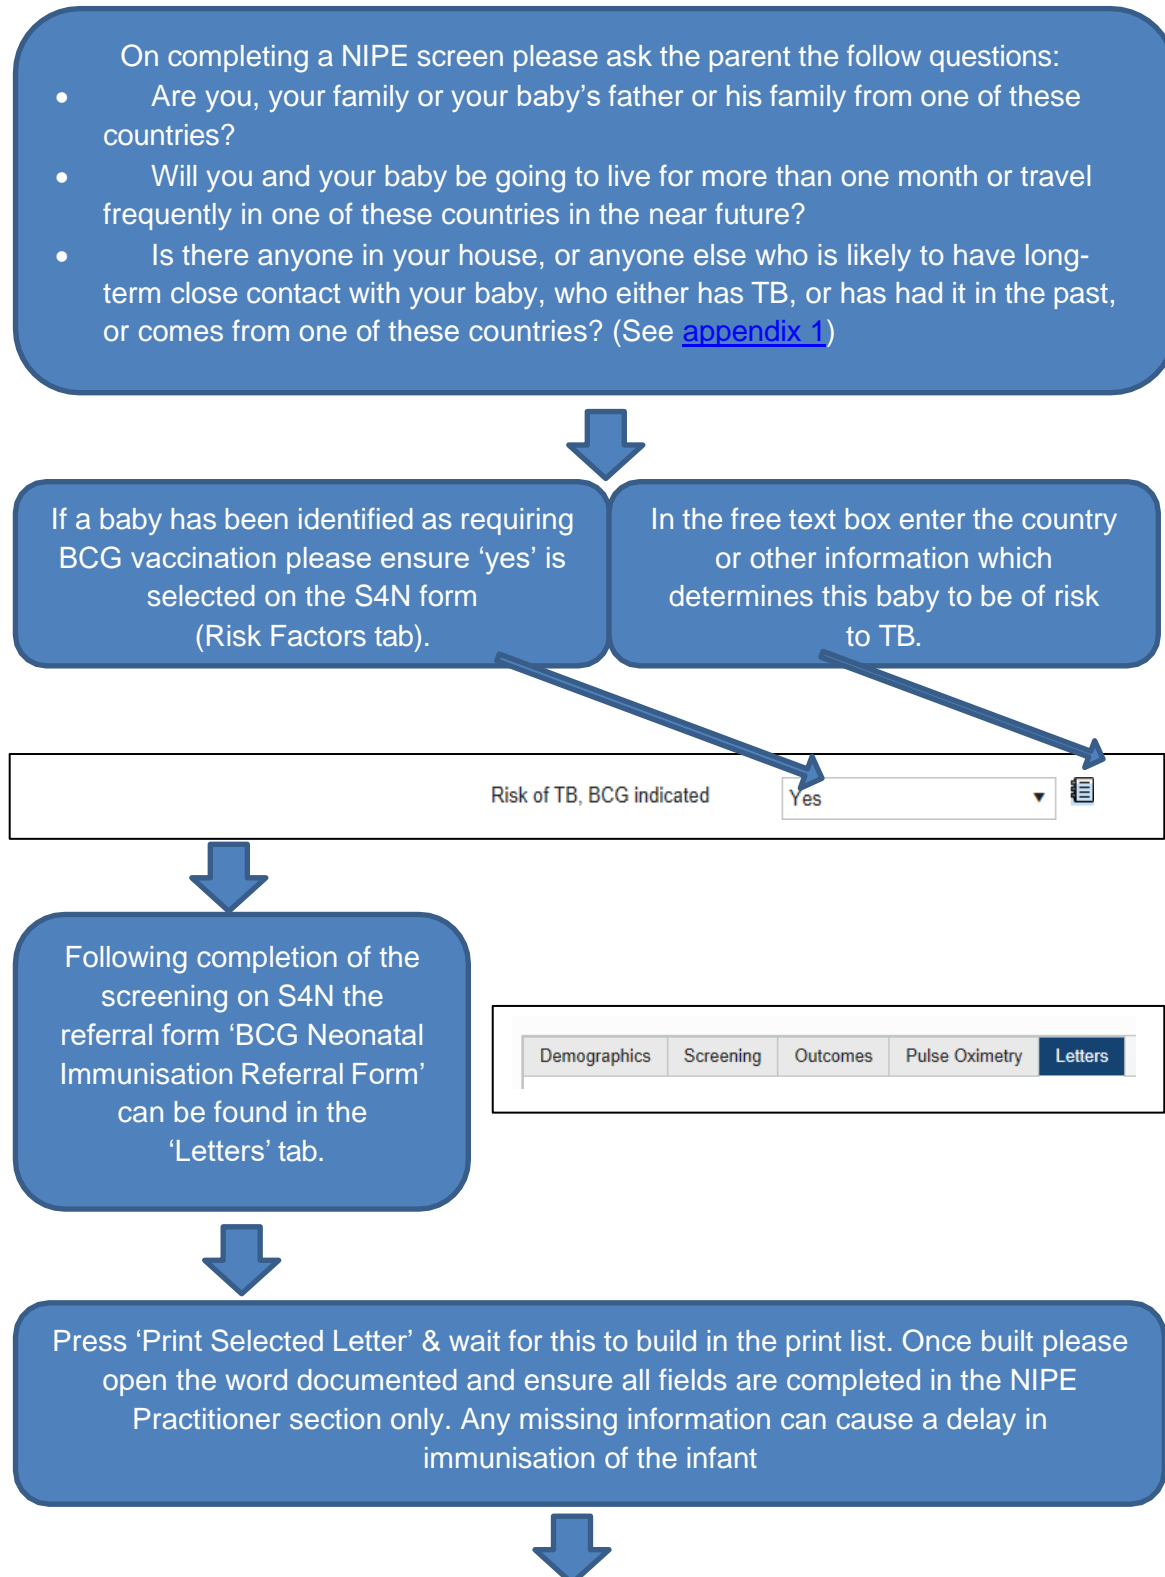 On completing a NIPE screen please ask the parent the follow questions:
• Are you, your family or your baby’s father or his family from one of these
countries?
• Will you and your baby be going to live for more than one month or travel
frequently in one of these countries in the near future?
• Is there anyone in your house, or anyone else who is likely to have long-
term close contact with your baby, who either has TB, or has had it in the past,
or comes from one of these countries? (See appendix 1)
If a baby has been identified as requiring
BCG vaccination please ensure ‘yes’ is
selected on the S4N form
(Risk Factors tab).
In the free text box enter the country
or other information which
determines this baby to be of risk
to TB.
Risk of TB, BCG indicated Yes
Following completion of the
screening on S4N the
referral form ‘BCG Neonatal
Immunisation Referral Form’
can be found in the
‘Letters’ tab.
Demographics Screening Outcomes Pulse Oximetry Letters
Press ‘Print Selected Letter’ & wait for this to build in the print list. Once built please
open the word documented and ensure all fields are completed in the NIPE
Practitioner section only. Any missing information can cause a delay in
immunisation of the infant